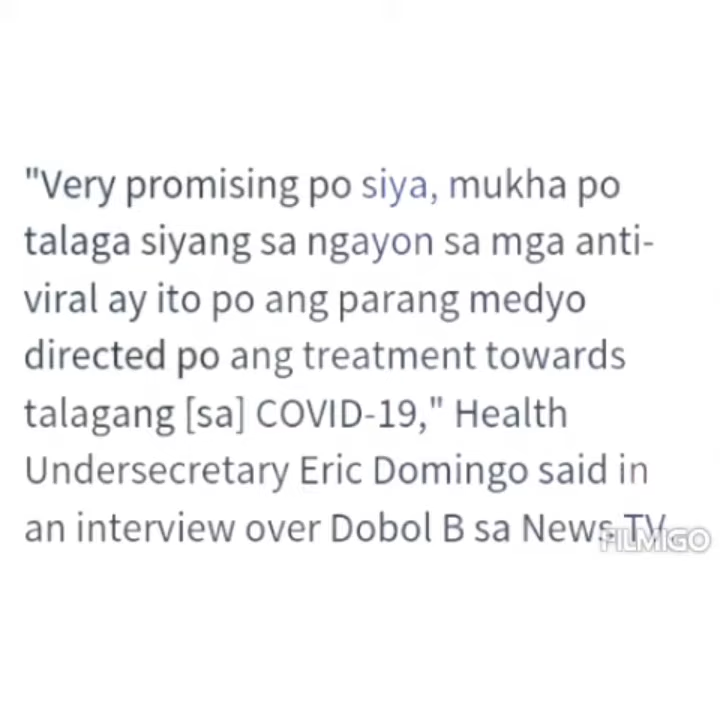 "Very promising po siya, mukha po
talaga siyang sa ngayon sa mga anti-
viral ay ito po ang parang medyo
directed po ang treatment towards
talagang [sa] COVID-19," Health
Undersecretary Eric Domingo said in
an interview over Dobol B sa News TV.
FILMIGO